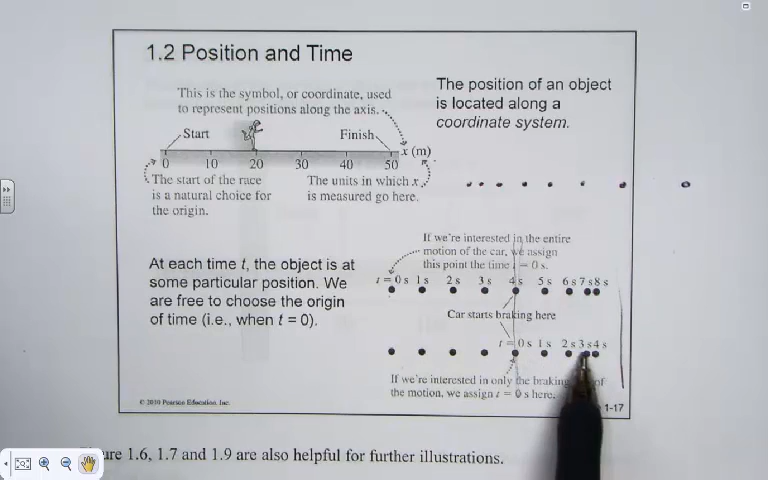 1.2 Position and Time
This is the symbol, or coordinate, used
to represent positions along the axis.
Start
Finish
x (m)
0 10 20 30 40 50
The start of the race
is a natural choice for
the origin.
The units in which x
is measured go here.
The position of an object
is located along a
coordinate system.
At each time t, the object is at
some particular position. We
are free to choose the origin
of time (i.e., when t = 0).
If we're interested in the entire
motion of the car, we assign
this point the time t = 0 s.
t = 0 s 1 s 2 s 3 s 4 s 5 s 6 s 7 s 8 s
Car starts braking here
t = 0 s 1 s 2 s 3 s 4 s
If we're interested in only the braking of
the motion, we assign t = 0 s here.
© 2010 Pearson Education, Inc.
1-17
1.6, 1.7 and 1.9 are also helpful for further illustrations.